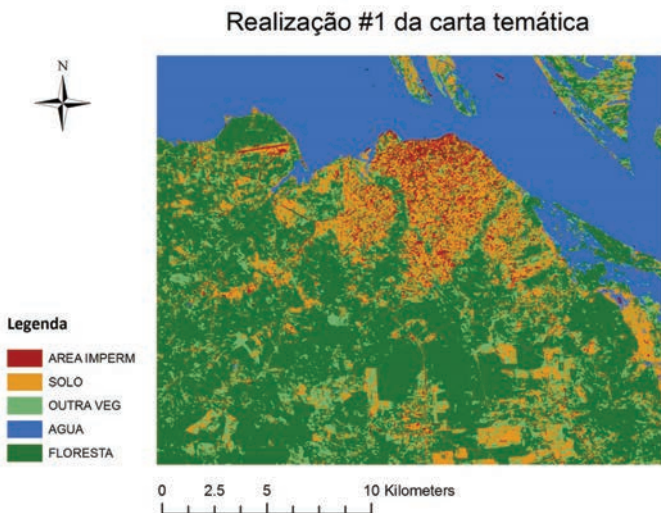 Realização #1 da carta temática
N
Legenda
AREA IMPERM
SOLO
OUTRA VEG
AGUA
FLORESTA
0 2.5 5 10 Kilometers